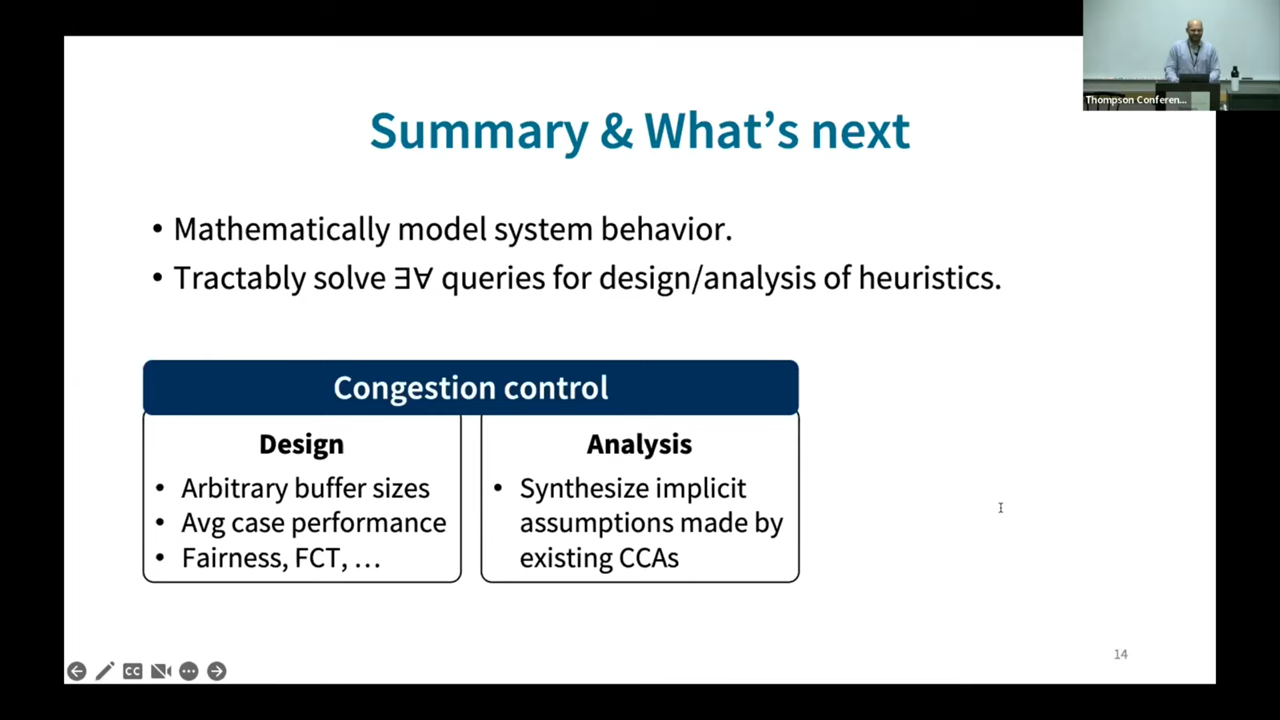 Thompson Conferen...
Summary & What's next
• Mathematically model system behavior.
• Tractably solve ∃∀ queries for design/analysis of heuristics.
Congestion control
Design
• Arbitrary buffer sizes
• Avg case performance
• Fairness, FCT, …
Analysis
• Synthesize implicit
assumptions made by
existing CCAs
14
CC